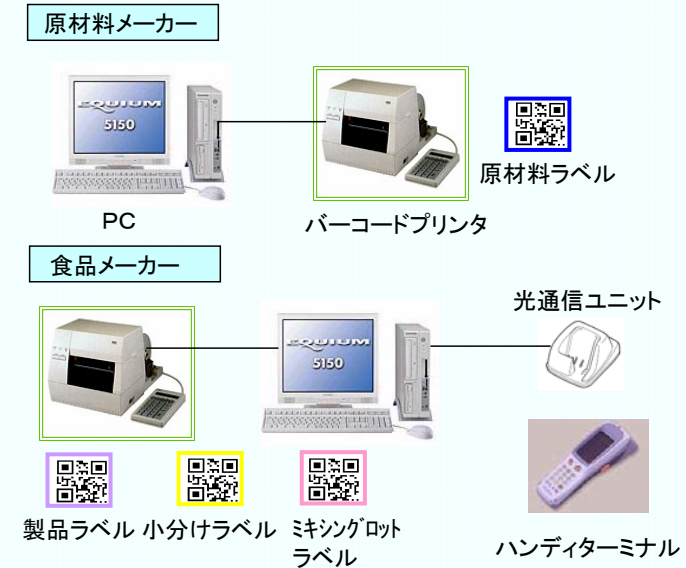 原材料メーカー
EQUIUM
5150
原材料ラベル
PC
バーコードプリンタ
食品メーカー
光通信ユニット
EQUIUM
5150
製品ラベル
小分けラベル
ミキシングロット
ラベル
ハンディターミナル